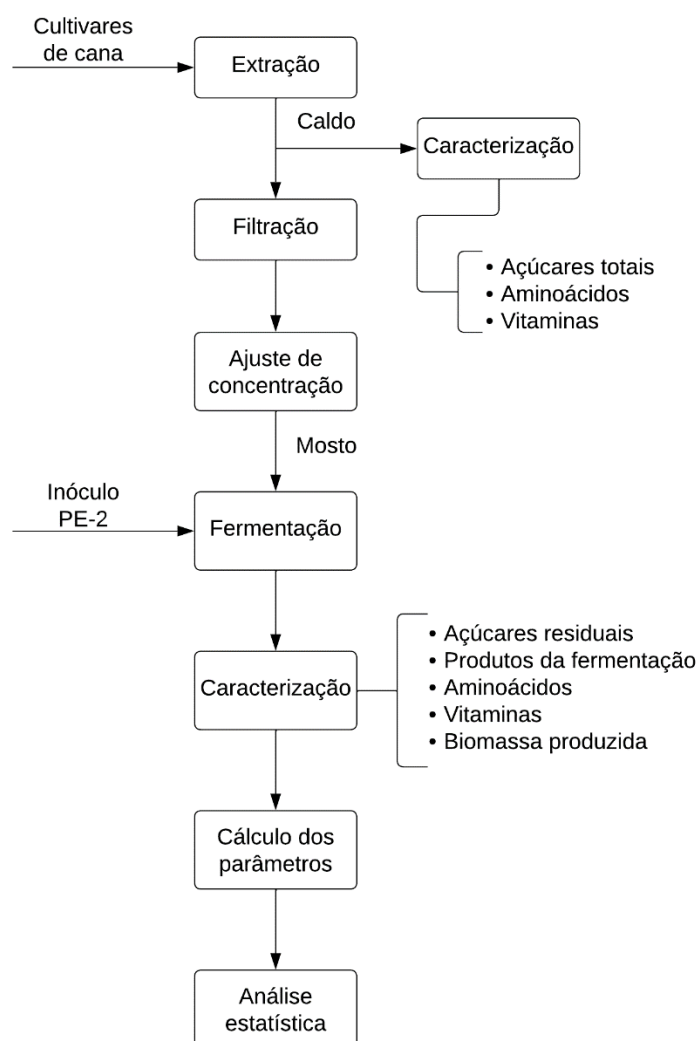 Cultivares
de cana
Extração
Caldo
Caracterização
• Açúcares totais
• Aminoácidos
• Vitaminas
Filtração
Ajuste de
concentração
Mosto
Inóculo
PE-2
Fermentação
Caracterização
• Açúcares residuais
• Produtos da fermentação
• Aminoácidos
• Vitaminas
• Biomassa produzida
Cálculo dos
parâmetros
Análise
estatística